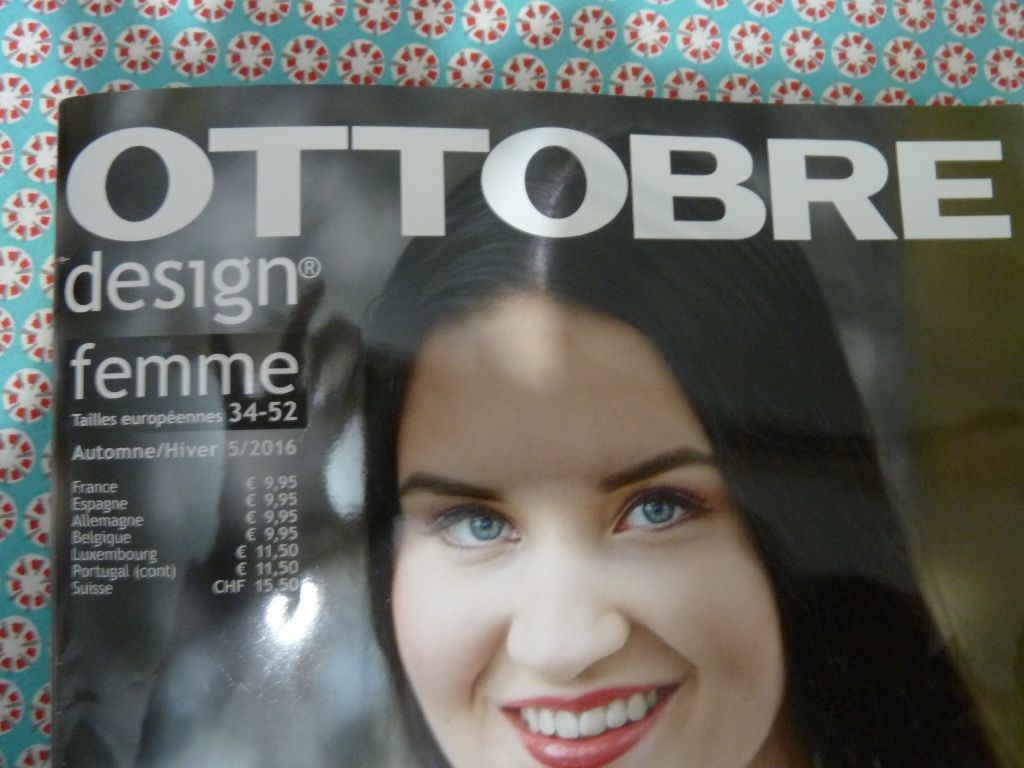 OTTOBRE
design®
femme
Tailles européennes 34-52
Automne/Hiver 5/2016
France € 9,95
Espagne € 9,95
Allemagne € 9,95
Belgique € 9,95
Luxembourg € 11,50
Portugal (cont) € 11,50
Suisse CHF 15,50